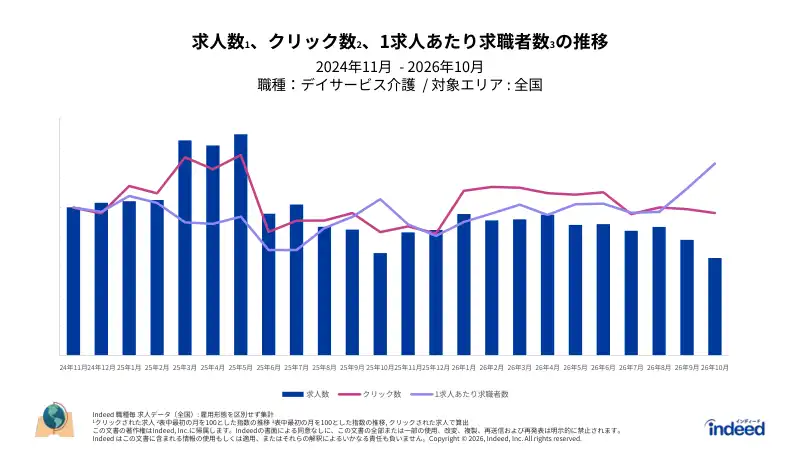 求人数1、クリック数2、1求人あたり求職者数3の推移
2024年11月 - 2026年10月
職種：デイサービス介護 / 対象エリア : 全国
24年11月 24年12月 25年1月 25年2月 25年3月 25年4月 25年5月 25年6月 25年7月 25年8月 25年9月 25年10月 25年11月 25年12月 26年1月 26年2月 26年3月 26年4月 26年5月 26年6月 26年7月 26年8月 26年9月 26年10月
求人数 クリック数 1求人あたり求職者数
Indeed 職種毎 求人データ（全国）: 雇用形態を区別せず集計
¹クリックされた求人 ²表中最初の月を100とした指数の推移 ³表中最初の月を100とした指数の推移, クリックされた求人で算出
この文書の著作権はIndeed, Inc.に帰属します。Indeedの書面による同意なしに、この文書の全部または一部の使用、改変、複製、再送信および再発表は明示的に禁止されます。
Indeed はこの文書に含まれる情報の使用もしくは適用、またはそれらの解釈によるいかなる責任も負いません。Copyright © 2026, Indeed, Inc. All rights reserved.
インディード
indeed